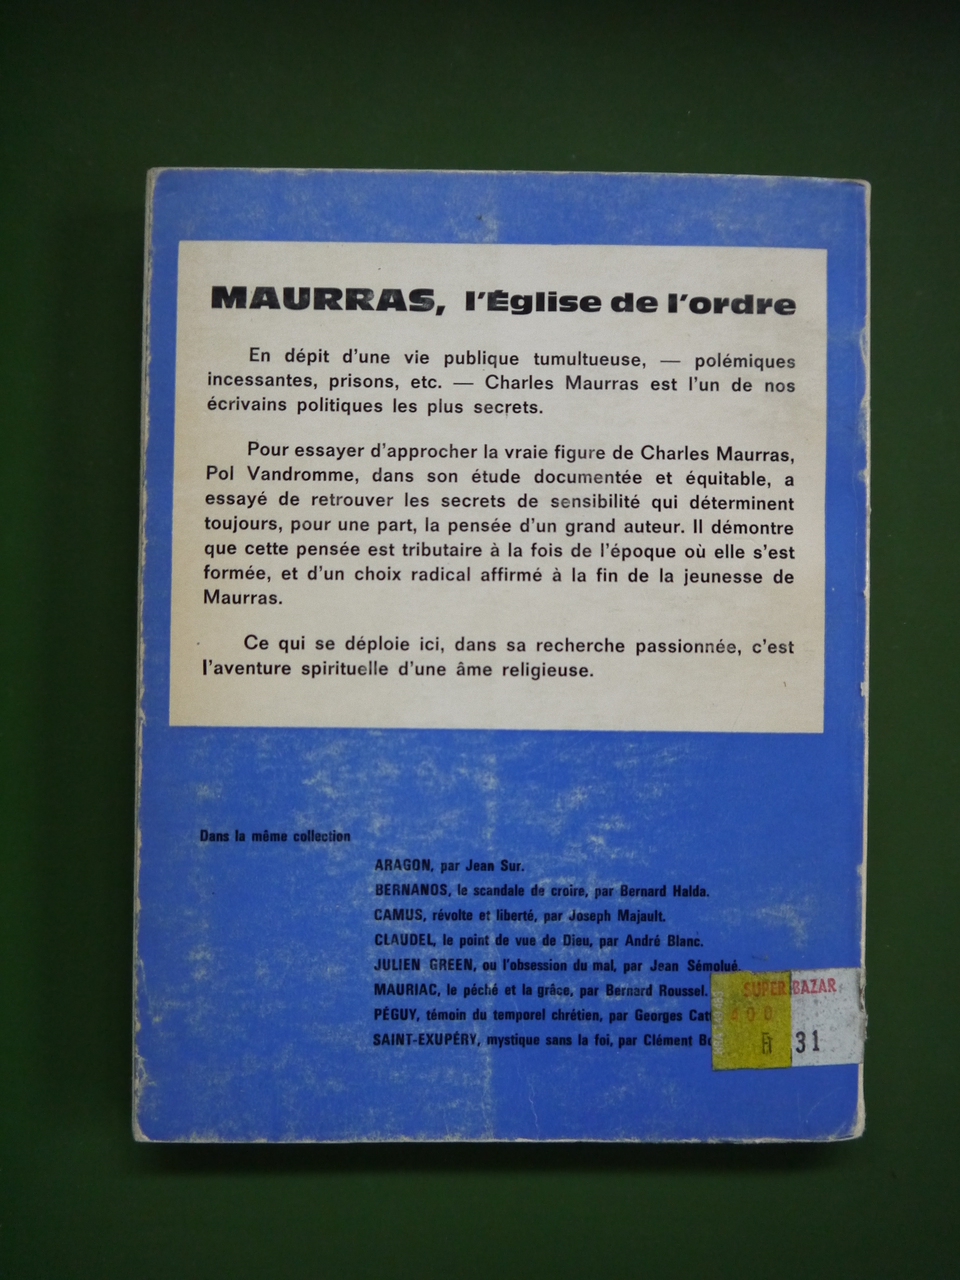 MAURRAS, l'Église de l'ordre
En dépit d'une vie publique tumultueuse, — polémiques
incessantes, prisons, etc. — Charles Maurras est l'un de nos
écrivains politiques les plus secrets.
Pour essayer d'approcher la vraie figure de Charles Maurras,
Pol Vandromme, dans son étude documentée et équitable, a
essayé de retrouver les secrets de sensibilité qui déterminent
toujours, pour une part, la pensée d'un grand auteur. Il démontre
que cette pensée est tributaire à la fois de l'époque où elle s'est
formée, et d'un choix radical affirmé à la fin de la jeunesse de
Maurras.
Ce qui se déploie ici, dans sa recherche passionnée, c'est
l'aventure spirituelle d'une âme religieuse.
Dans la même collection
ARAGON, par Jean Sur.
BERNANOS, le scandale de croire, par Bernard Halda.
CAMUS, révolte et liberté, par Joseph Majault.
CLAUDEL, le point de vue de Dieu, par André Blanc.
JULIEN GREEN, ou l'obsession du mal, par Jean Sémolué.
MAURIAC, le péché et la grâce, par Bernard Roussel.
PÉGUY, témoin du temporel chrétien, par Georges
SAINT-EXUPÉRY, mystique sans la foi, par Clément
SUPER BAZAR
400
31